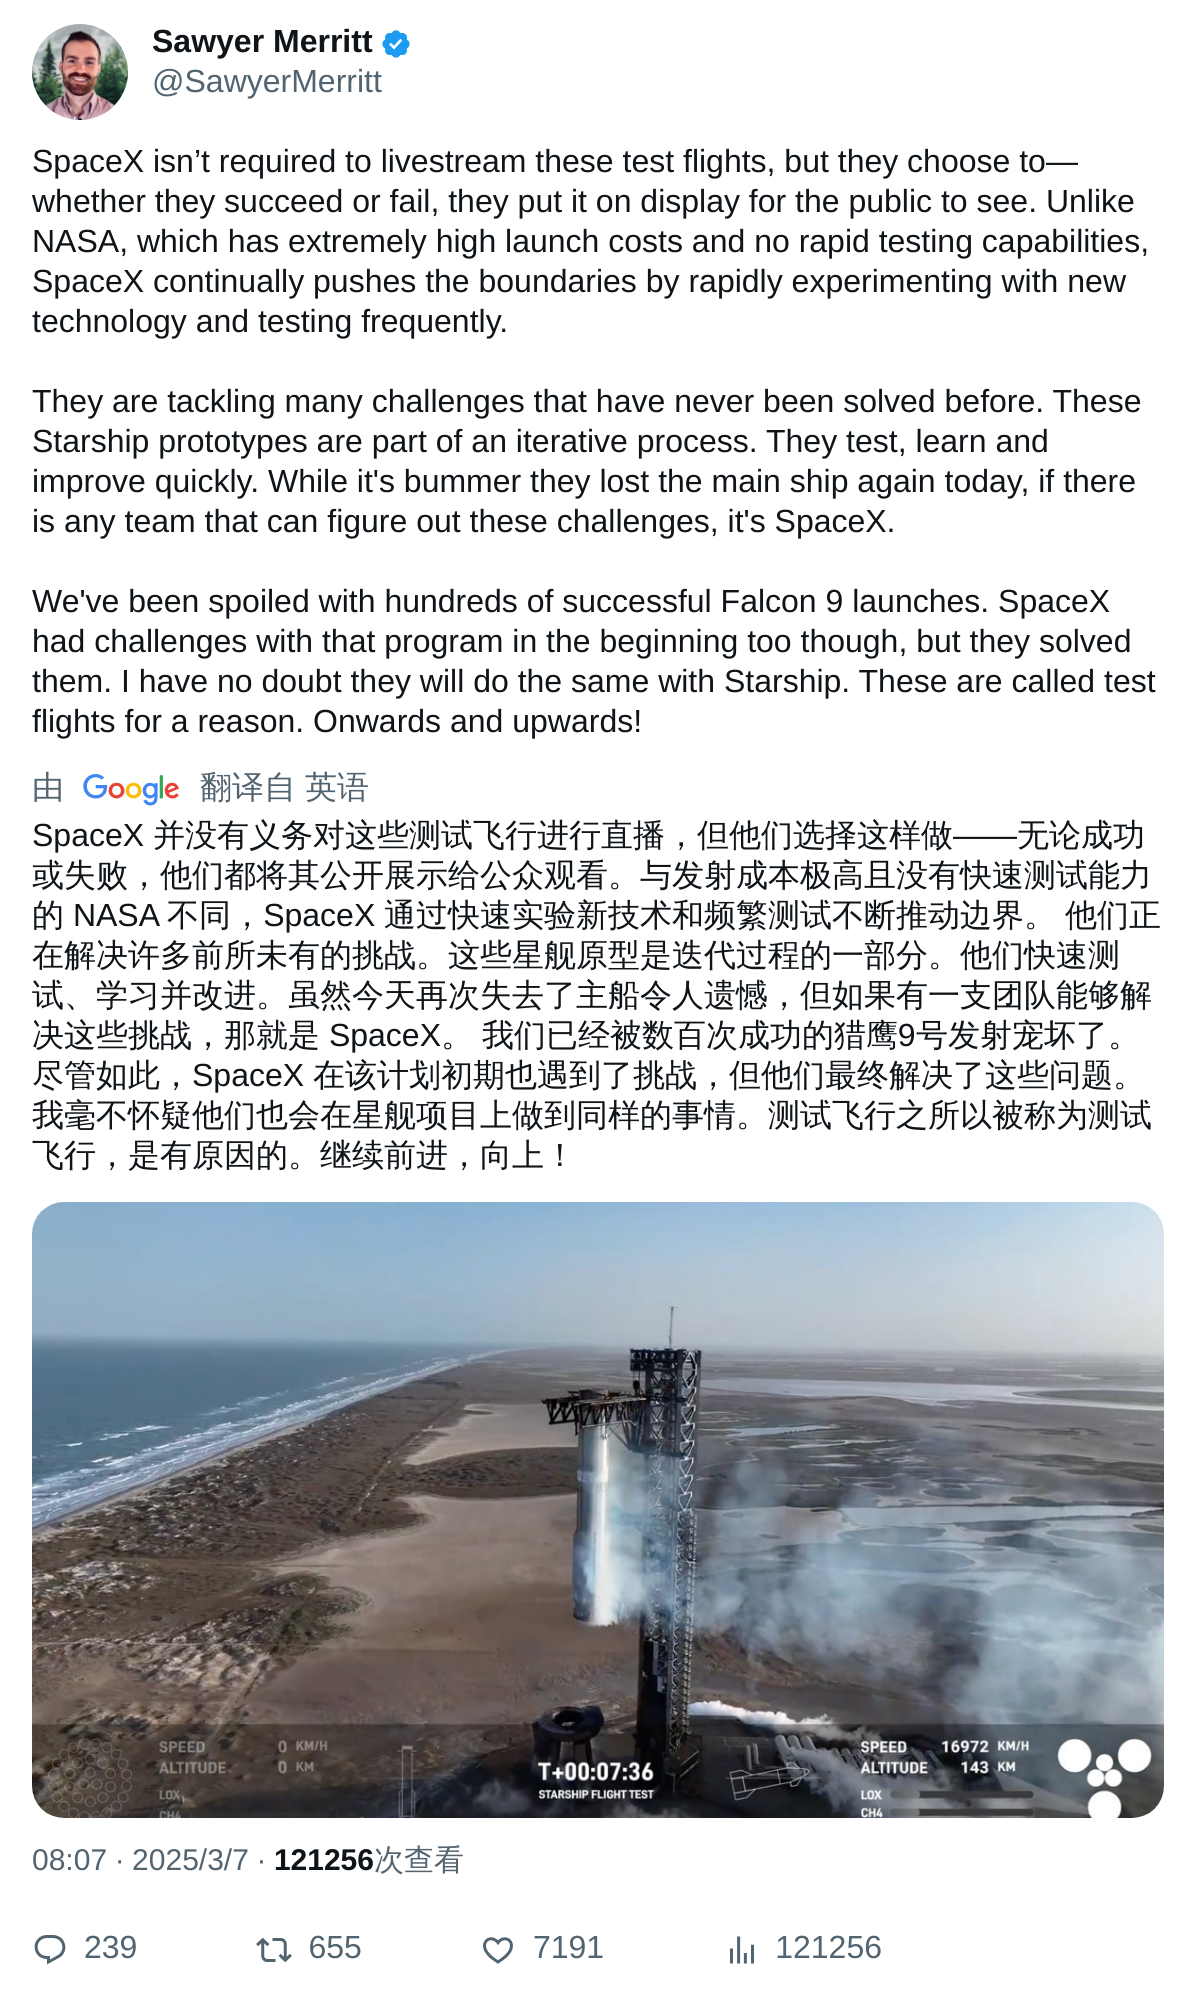 Sawyer Merritt
@SawyerMerritt
SpaceX isn’t required to livestream these test flights, but they choose to—
whether they succeed or fail, they put it on display for the public to see. Unlike
NASA, which has extremely high launch costs and no rapid testing capabilities,
SpaceX continually pushes the boundaries by rapidly experimenting with new
technology and testing frequently.
They are tackling many challenges that have never been solved before. These
Starship prototypes are part of an iterative process. They test, learn and
improve quickly. While it's bummer they lost the main ship again today, if there
is any team that can figure out these challenges, it's SpaceX.
We've been spoiled with hundreds of successful Falcon 9 launches. SpaceX
had challenges with that program in the beginning too though, but they solved
them. I have no doubt they will do the same with Starship. These are called test
flights for a reason. Onwards and upwards!
由 Google 翻译自 英语
SpaceX 并没有义务对这些测试飞行进行直播，但他们选择这样做——无论成功
或失败，他们都将其公开展示给公众观看。与发射成本极高且没有快速测试能力
的 NASA 不同，SpaceX 通过快速实验新技术和频繁测试不断推动边界。 他们正
在解决许多前所未有的挑战。这些星舰原型是迭代过程的一部分。他们快速测
试、学习并改进。虽然今天再次失去了主船令人遗憾，但如果有一支团队能够解
决这些挑战，那就是 SpaceX。 我们已经被数百次成功的猎鹰9号发射宠坏了。
尽管如此，SpaceX 在该计划初期也遇到了挑战，但他们最终解决了这些问题。
我毫不怀疑他们也会在星舰项目上做到同样的事情。测试飞行之所以被称为测试
飞行，是有原因的。继续前进，向上！
SPEED 0 KM/H
ALTITUDE 0 KM
LOX
CH4
T+00:07:36
STARSHIP FLIGHT TEST
SPEED 16972 KM/H
ALTITUDE 143 KM
LOX
CH4
08:07 · 2025/3/7 · 121256次查看
239 655 7191 121256